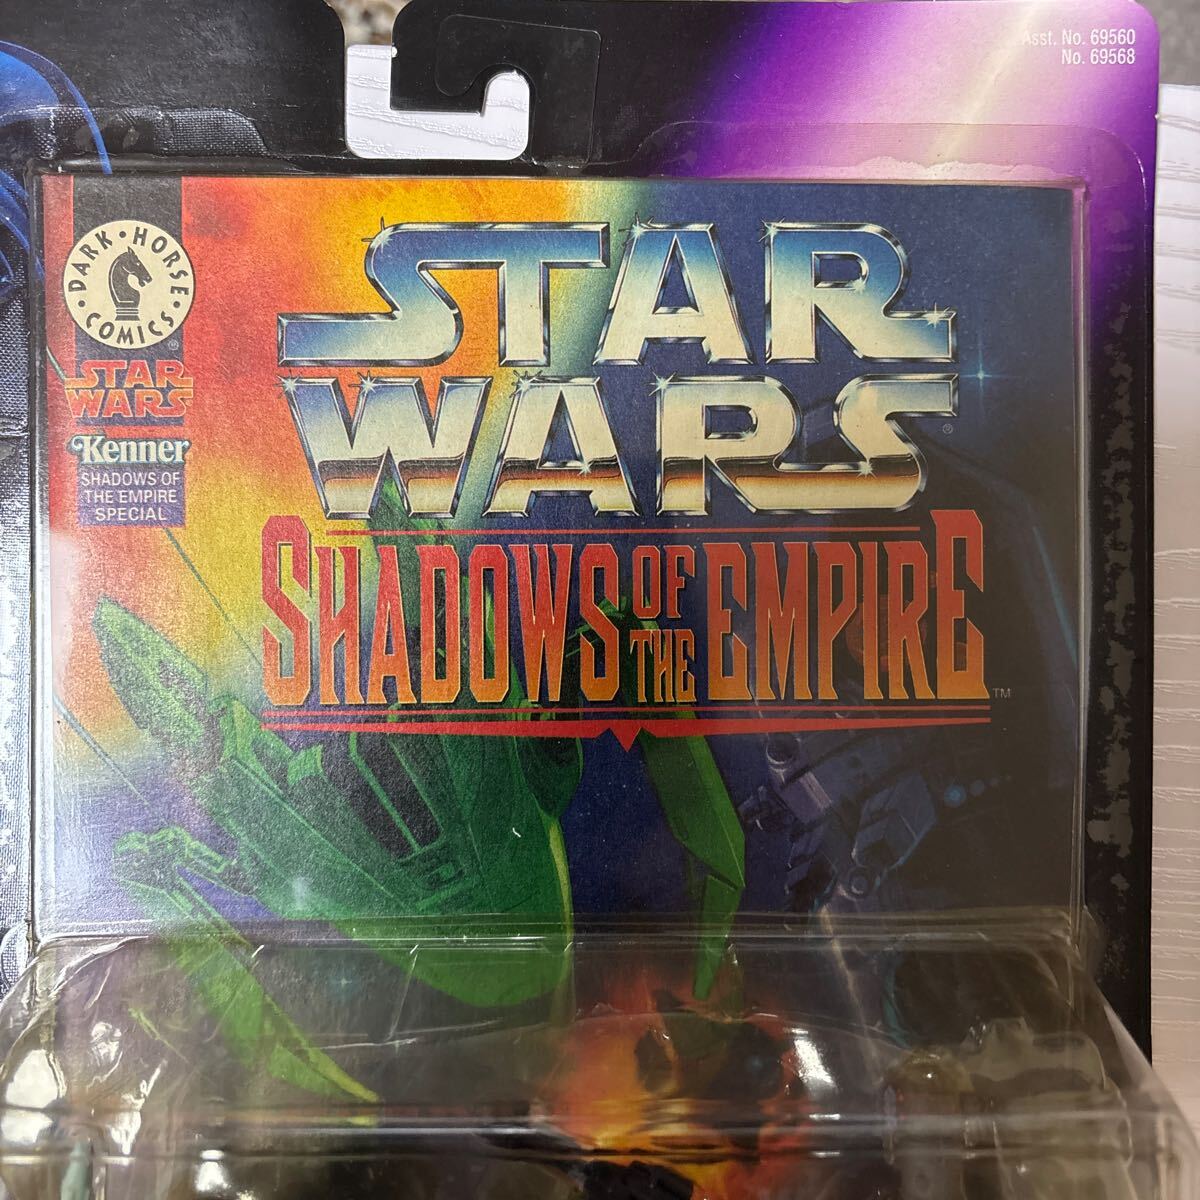 Asst. No. 69560
No. 69568
DARK • HORSE
• COMICS •
®
STAR
WARS
Kenner
SHADOWS OF
THE EMPIRE
SPECIAL
STAR
WARS
®
SHADOWS OF THE EMPIRE
TM